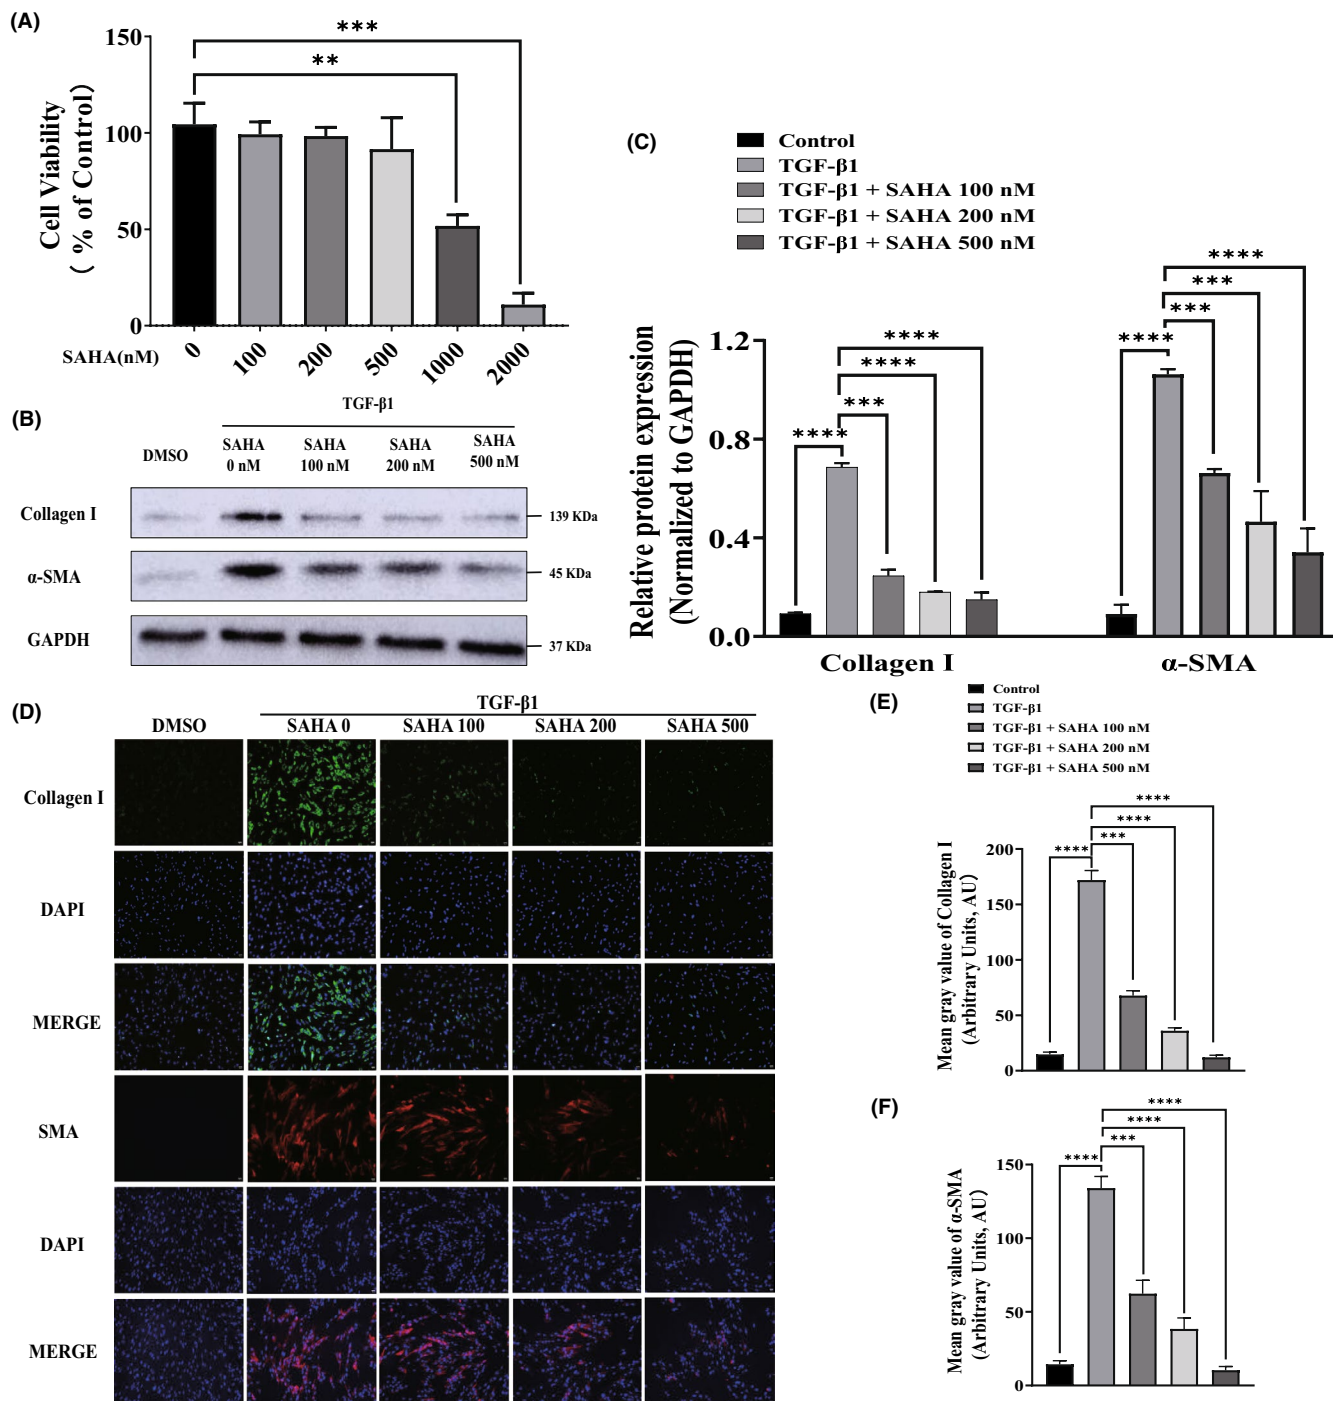 (A)
Cell Viability
( % of Control)
150
100
50
0
***
**
SAHA(nM)
0
100
200
500
1000
2000
(B)
TGF-β1
DMSO
SAHA
0 nM
SAHA
100 nM
SAHA
200 nM
SAHA
500 nM
Collagen I
139 KDa
α-SMA
45 KDa
GAPDH
37 KDa
(C)
Control
TGF-β1
TGF-β1 + SAHA 100 nM
TGF-β1 + SAHA 200 nM
TGF-β1 + SAHA 500 nM
Relative protein expression
(Normalized to GAPDH)
1.2
0.8
0.4
0.0
****
****
***
****
****
***
***
****
Collagen I
α-SMA
(D)
TGF-β1
DMSO
SAHA 0
SAHA 100
SAHA 200
SAHA 500
Collagen I
DAPI
MERGE
SMA
DAPI
MERGE
(E)
Control
TGF-β1
TGF-β1 + SAHA 100 nM
TGF-β1 + SAHA 200 nM
TGF-β1 + SAHA 500 nM
Mean gray value of Collagen I
(Arbitrary Units, AU)
200
150
100
50
0
****
****
***
****
(F)
Mean gray value of α-SMA
(Arbitrary Units, AU)
150
100
50
0
****
****
***
****